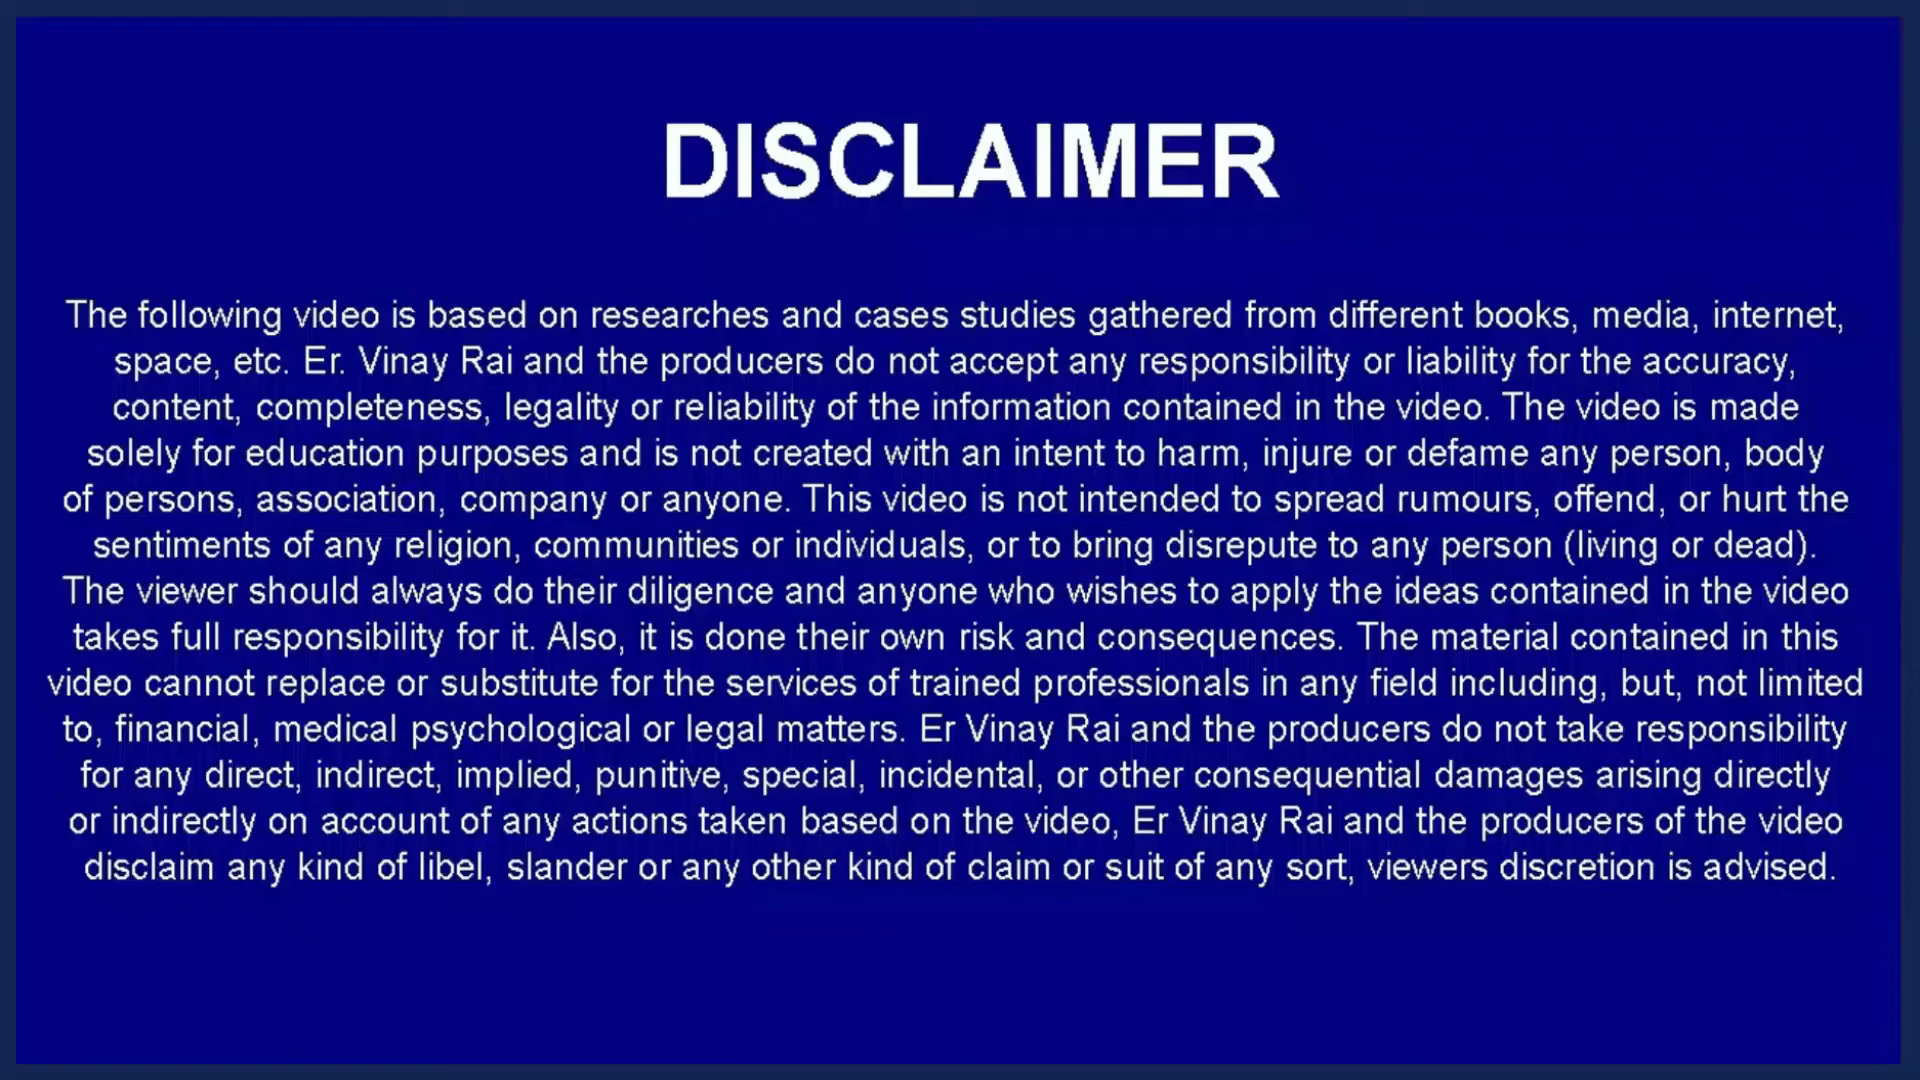 DISCLAIMER
The following video is based on researches and cases studies gathered from different books, media, internet,
space, etc. Er. Vinay Rai and the producers do not accept any responsibility or liability for the accuracy,
content, completeness, legality or reliability of the information contained in the video. The video is made
solely for education purposes and is not created with an intent to harm, injure or defame any person, body
of persons, association, company or anyone. This video is not intended to spread rumours, offend, or hurt the
sentiments of any religion, communities or individuals, or to bring disrepute to any person (living or dead).
The viewer should always do their diligence and anyone who wishes to apply the ideas contained in the video
takes full responsibility for it. Also, it is done their own risk and consequences. The material contained in this
video cannot replace or substitute for the services of trained professionals in any field including, but, not limited
to, financial, medical psychological or legal matters. Er Vinay Rai and the producers do not take responsibility
for any direct, indirect, implied, punitive, special, incidental, or other consequential damages arising directly
or indirectly on account of any actions taken based on the video, Er Vinay Rai and the producers of the video
disclaim any kind of libel, slander or any other kind of claim or suit of any sort, viewers discretion is advised.